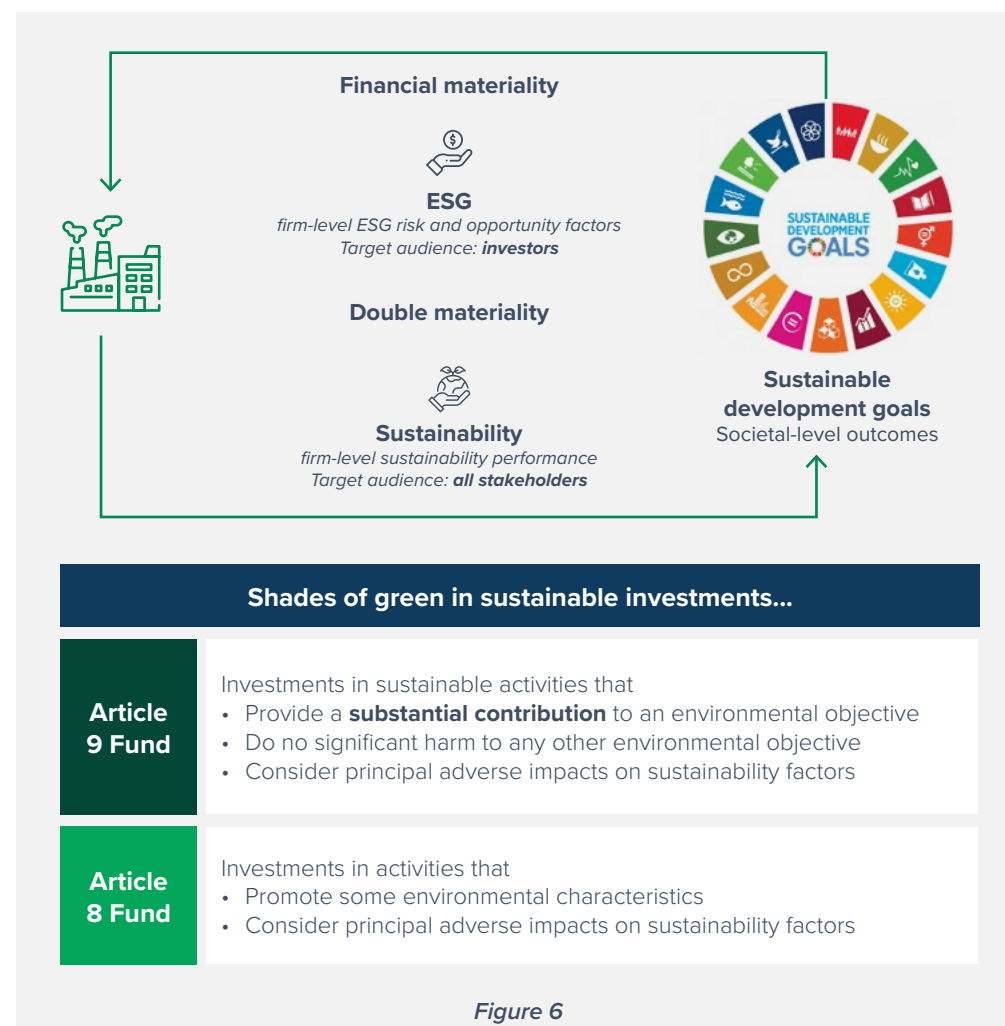 Financial materiality
ESG
firm-level ESG risk and opportunity factors
Target audience: investors
Double materiality
Sustainability
firm-level sustainability performance
Target audience: all stakeholders
SUSTAINABLE
DEVELOPMENT
GOALS
Sustainable
development goals
Societal-level outcomes
Shades of green in sustainable investments...
Article
9 Fund
Investments in sustainable activities that
• Provide a substantial contribution to an environmental objective
• Do no significant harm to any other environmental objective
• Consider principal adverse impacts on sustainability factors
Article
8 Fund
Investments in activities that
• Promote some environmental characteristics
• Consider principal adverse impacts on sustainability factors
Figure 6